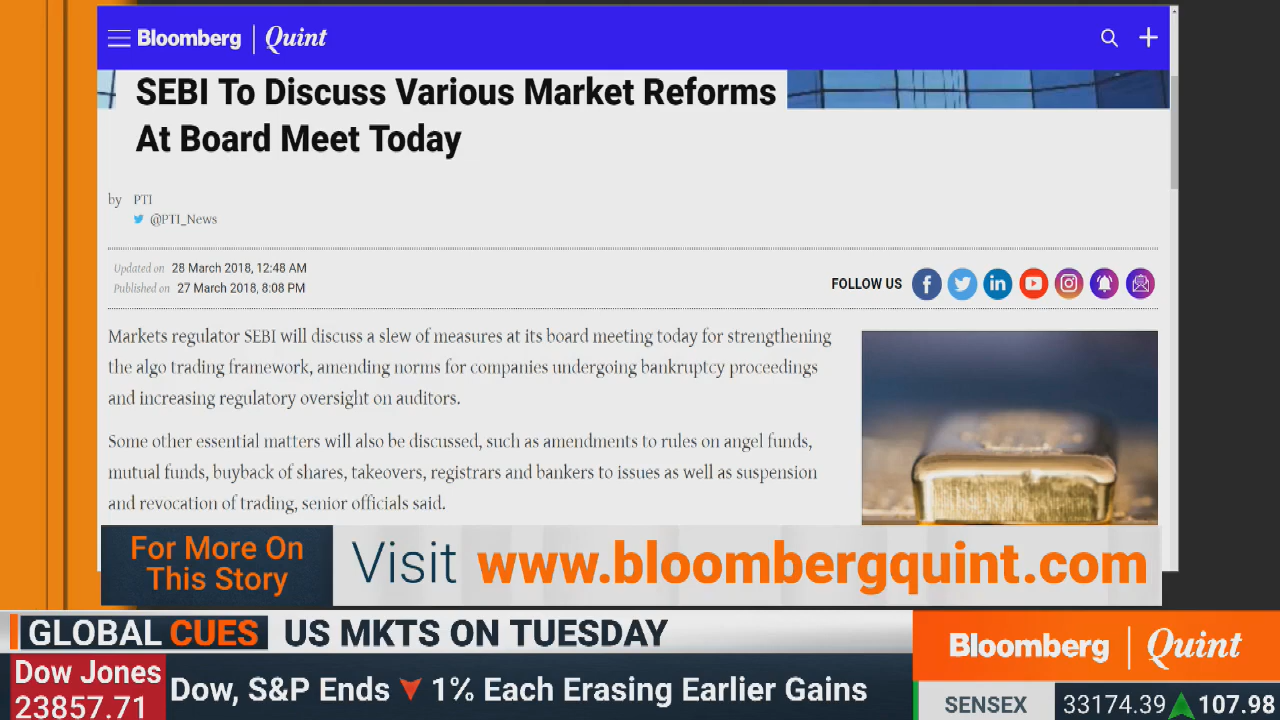 Bloomberg | Quint
SEBI To Discuss Various Market Reforms
At Board Meet Today
by PTI
@PTI_News
Updated on 28 March 2018, 12:48 AM
Published on 27 March 2018, 8:08 PM
FOLLOW US
Markets regulator SEBI will discuss a slew of measures at its board meeting today for strengthening
the algo trading framework, amending norms for companies undergoing bankruptcy proceedings
and increasing regulatory oversight on auditors.
Some other essential matters will also be discussed, such as amendments to rules on angel funds,
mutual funds, buyback of shares, takeovers, registrars and bankers to issues as well as suspension
and revocation of trading, senior officials said.
For More On
This Story
Visit www.bloombergquint.com
GLOBAL CUES US MKTS ON TUESDAY
Dow Jones
23857.71
Dow, S&P Ends ▼ 1% Each Erasing Earlier Gains
Bloomberg | Quint
SENSEX 33174.39 ▲ 107.98